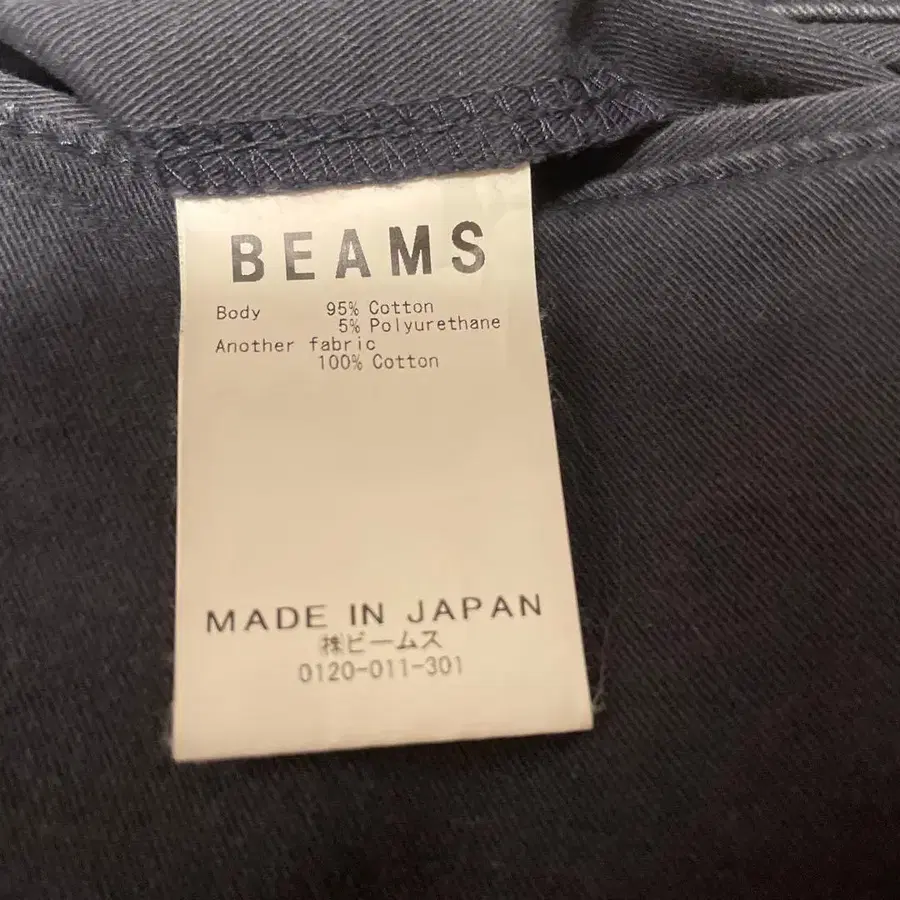 BEAMS
Body 95% Cotton
5% Polyurethane
Another fabric
100% Cotton
MADE IN JAPAN
㈱ビームス
0120-011-301